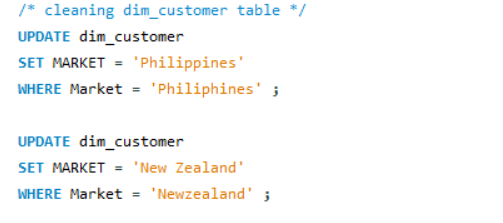 /* cleaning dim_customer table */
UPDATE dim_customer
SET MARKET = 'Philippines'
WHERE Market = 'Philiphines' ;
UPDATE dim_customer
SET MARKET = 'New Zealand'
WHERE Market = 'Newzealand' ;